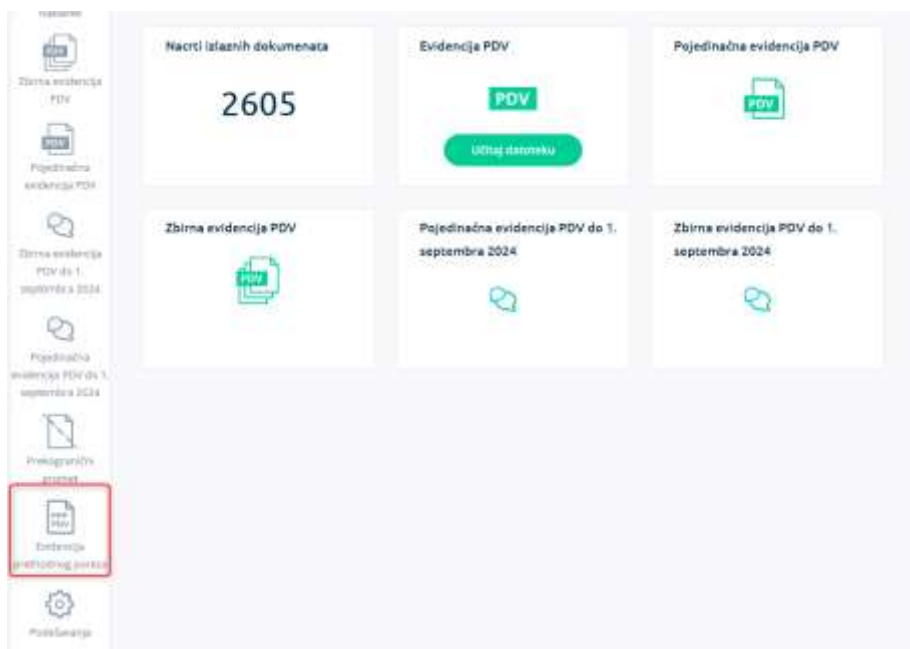 Zbirna evidencija
PDV
Pojedinačna
evidencija PDV
Zbirna evidencija
PDV do 1.
septembra 2024
Pojedinačna
evidencija PDV do 1.
septembra 2024
Prekogranični
promet
PPP
PDV
Evidencija
prethodnog poreza
Podešavanja
Nacrti izlaznih dokumenata
2605
Evidencija PDV
PDV
Učitaj datoteku
Pojedinačna evidencija PDV
PDV
Zbirna evidencija PDV
PDV
Pojedinačna evidencija PDV do 1.
septembra 2024
Zbirna evidencija PDV do 1.
septembra 2024